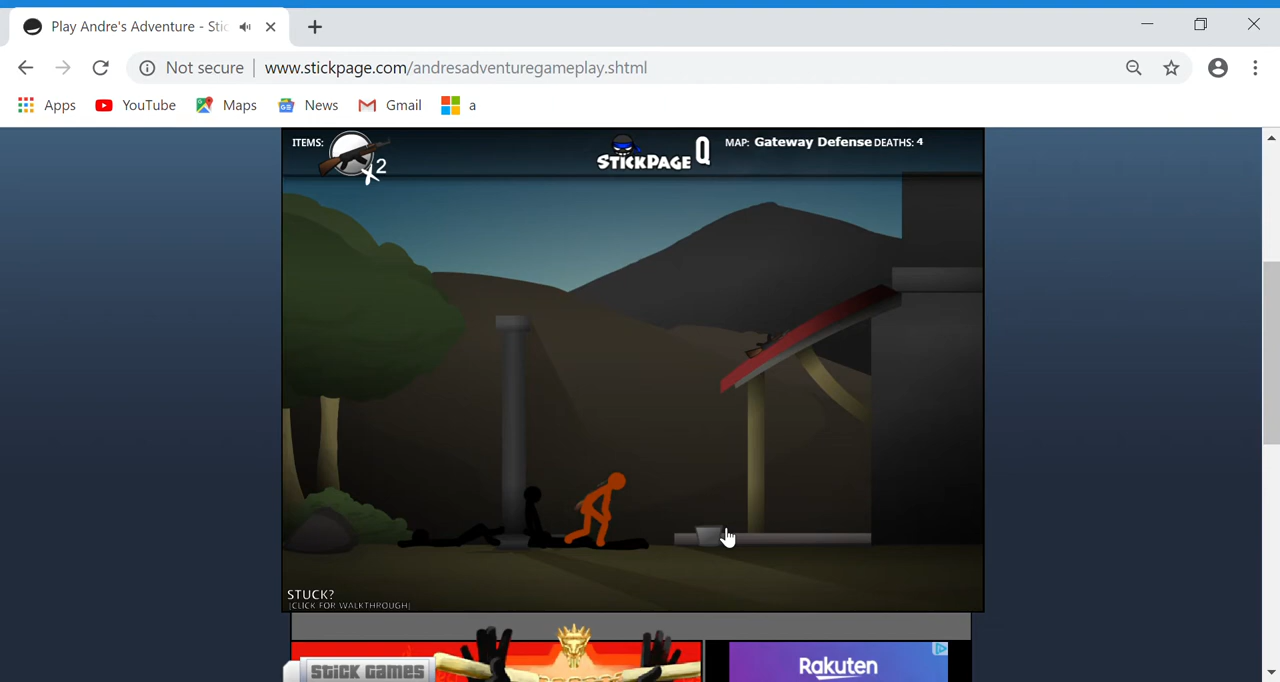 Play Andre's Adventure - Stic
Not secure
www.stickpage.com/andresadventuregameplay.shtml
Apps
YouTube
Maps
News
Gmail
a
ITEMS:
x2
STICKPAGE
Q
MAP: Gateway Defense
DEATHS: 4
STUCK?
[CLICK FOR WALKTHROUGH]
STICK GAMES
Rakuten